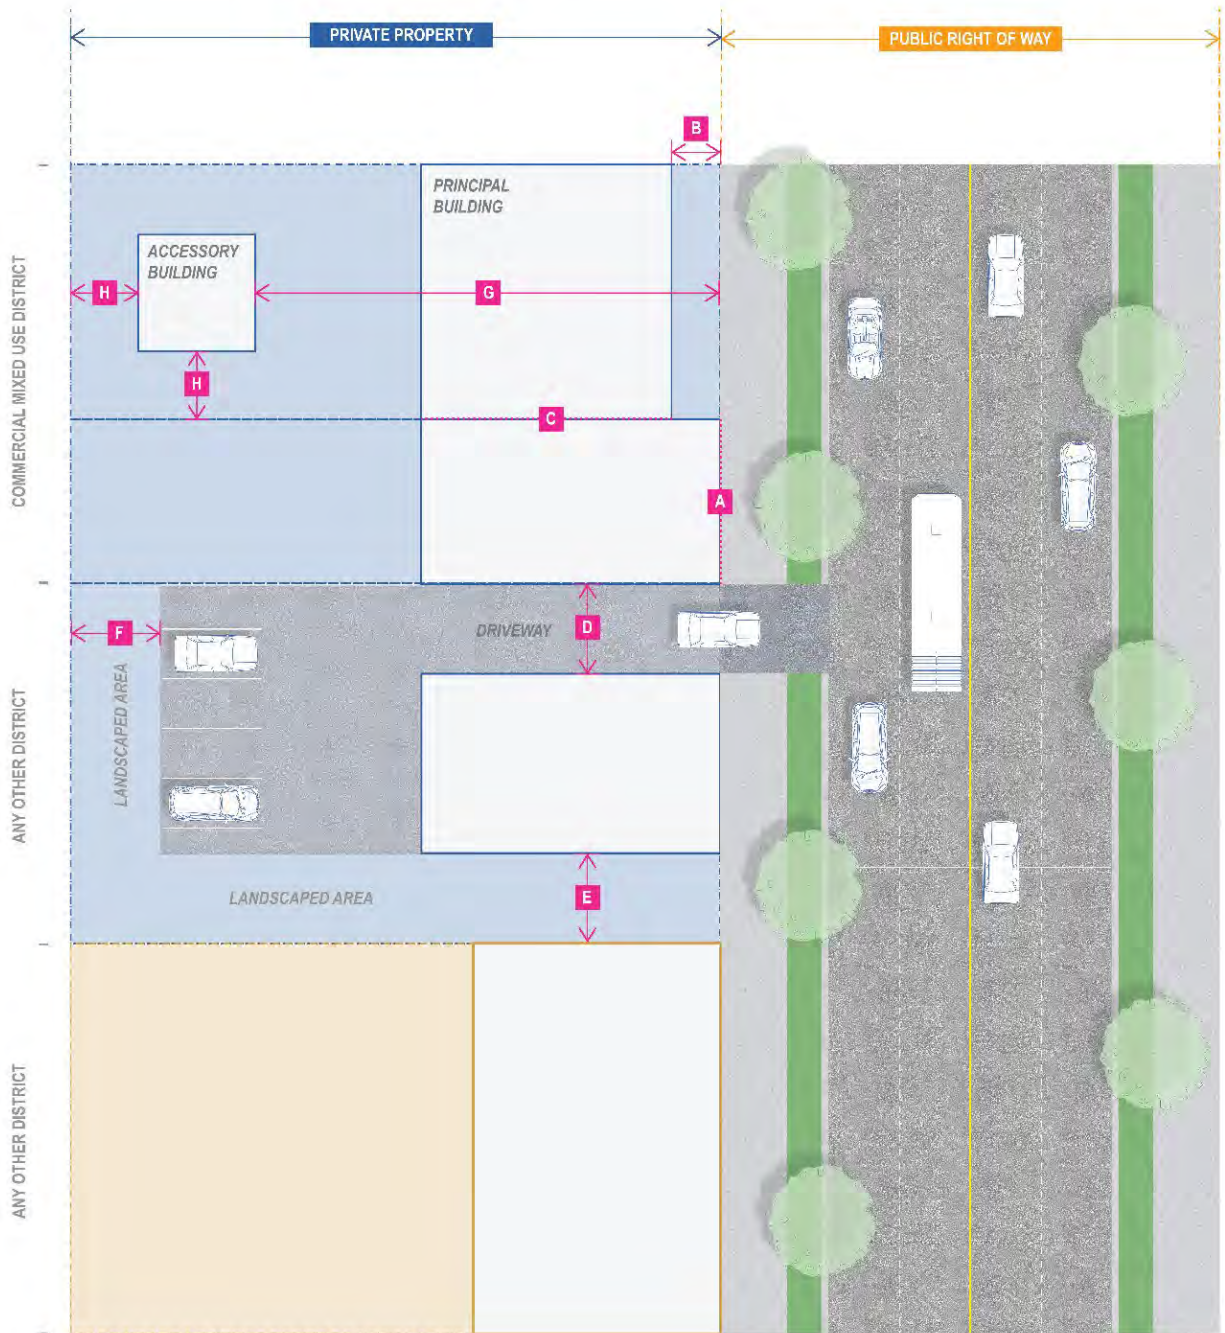 PRIVATE PROPERTY
PUBLIC RIGHT OF WAY
B
PRINCIPAL
BUILDING
ACCESSORY
BUILDING
H
G
H
C
A
COMMERCIAL MIXED USE DISTRICT
F
DRIVEWAY
D
LANDSCAPED AREA
ANY OTHER DISTRICT
LANDSCAPED AREA
E
ANY OTHER DISTRICT